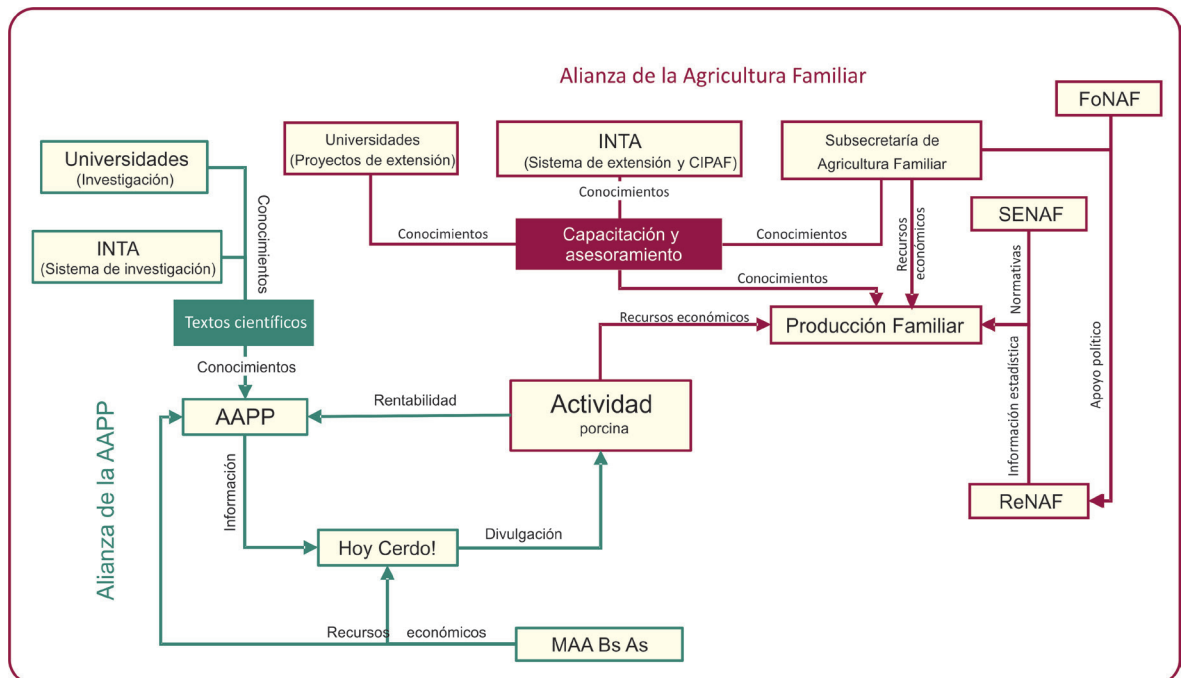 Alianza de la Agricultura Familiar
FoNAF
Universidades
(Investigación)
Universidades
(Proyectos de extensión)
INTA
(Sistema de extensión y CIPAF)
Subsecretaría de
Agricultura Familiar
Conocimientos
Conocimientos
SENAF
INTA
(Sistema de investigación)
Conocimientos
Capacitación y
asesoramiento
Conocimientos
Recursos
económicos
Conocimientos
Normativas
Textos científicos
Recursos económicos
Producción Familiar
Apoyo político
Conocimientos
Alianza de la AAPP
AAPP
Rentabilidad
Actividad
porcina
Información estadística
Información
ReNAF
Hoy Cerdo!
Divulgación
Recursos económicos
MAA Bs As